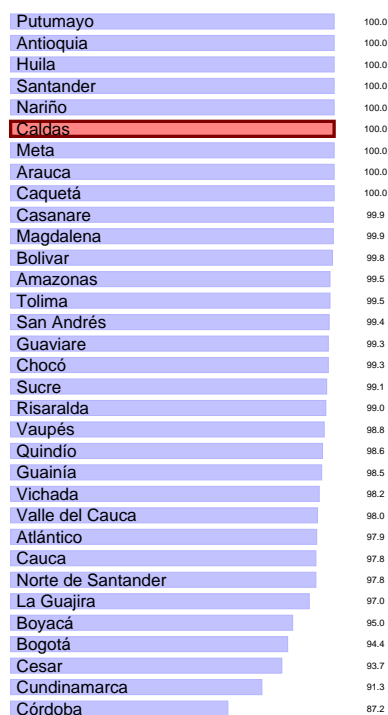 Putumayo 100.0
Antioquia 100.0
Huila 100.0
Santander 100.0
Nariño 100.0
Caldas 100.0
Meta 100.0
Arauca 100.0
Caquetá 100.0
Casanare 99.9
Magdalena 99.9
Bolivar 99.8
Amazonas 99.5
Tolima 99.5
San Andrés 99.4
Guaviare 99.3
Chocó 99.3
Sucre 99.1
Risaralda 99.0
Vaupés 98.8
Quindío 98.6
Guainía 98.5
Vichada 98.2
Valle del Cauca 98.0
Atlántico 97.9
Cauca 97.8
Norte de Santander 97.8
La Guajira 97.0
Boyacá 95.0
Bogotá 94.4
Cesar 93.7
Cundinamarca 91.3
Córdoba 87.2